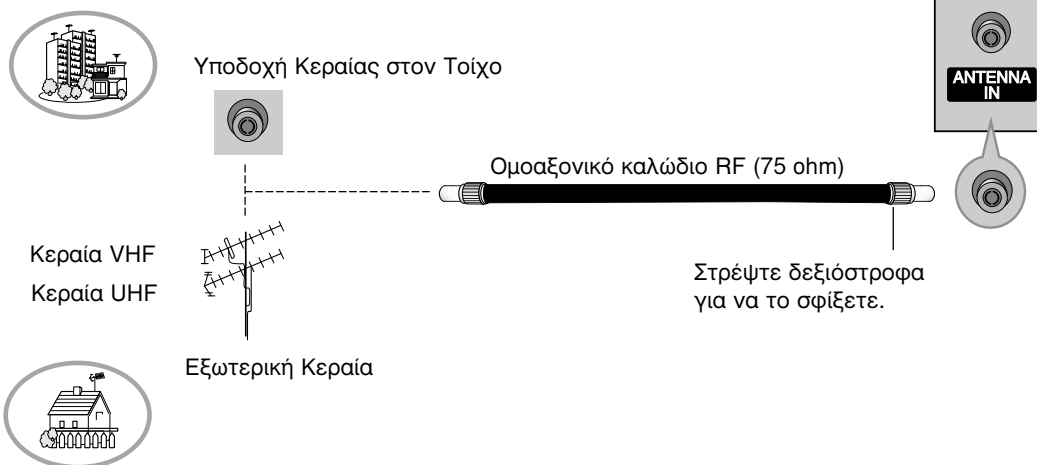 Υποδοχή Κεραίας στον Τοίχο
ANTENNA
IN
Ομοαξονικό καλώδιο RF (75 ohm)
Κεραία VHF
Κεραία UHF
Στρέψτε δεξιόστροφα
για να το σφίξετε.
Εξωτερική Κεραία